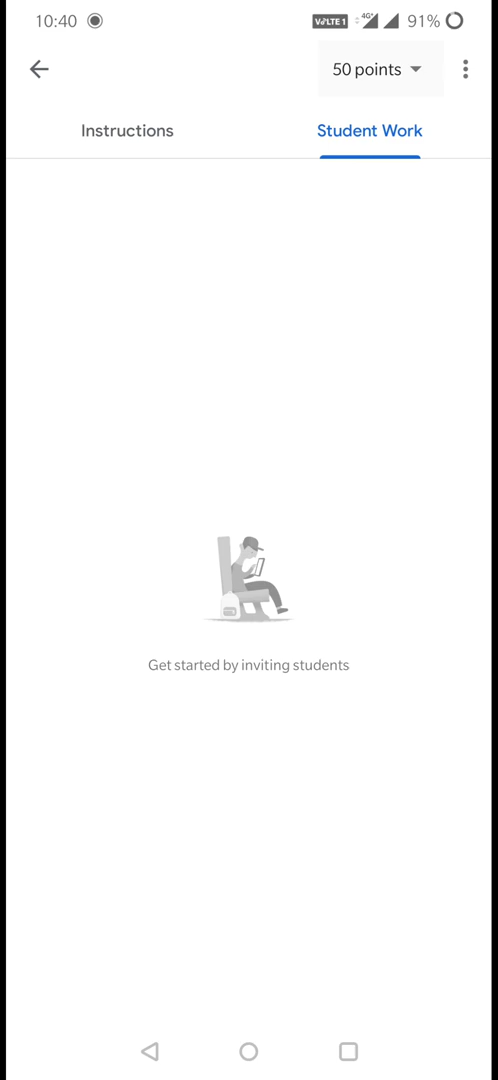 10:40 VoLTE 1 4G+ 91%
50 points
Instructions Student Work
Get started by inviting students